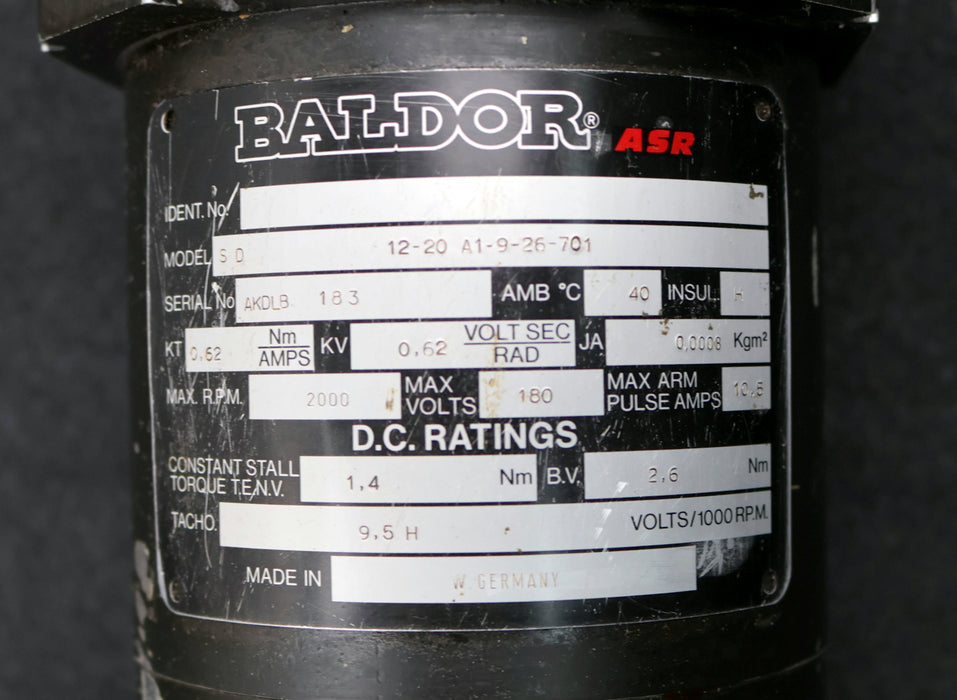 BALDOR® ASR
IDENT. No.
MODEL S D 12-20 A1-9-26-701
SERIAL No AKDLB 183 AMB °C 40 INSUL. H
KT 0,62 Nm/AMPS KV 0,62 VOLT SEC/RAD JA 0,0008 Kgm²
MAX. R.P.M. 2000 MAX VOLTS 180 MAX ARM PULSE AMPS 10,5
D.C. RATINGS
CONSTANT STALL TORQUE T.E.N.V. 1,4 Nm B.V. 2,6 Nm
TACHO. 9,5 H VOLTS/1000 R.P.M.
MADE IN W. GERMANY